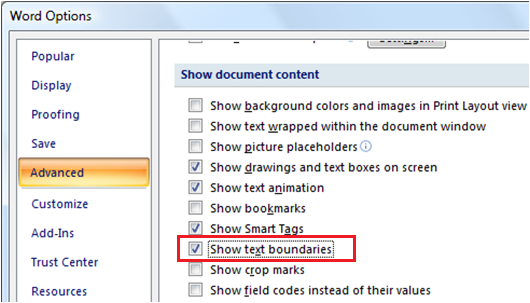 Word Options
Popular
Display
Proofing
Save
Advanced
Customize
Add-Ins
Trust Center
Resources
Show document content
Show background colors and images in Print Layout view
Show text wrapped within the document window
Show picture placeholders
Show drawings and text boxes on screen
Show text animation
Show bookmarks
Show Smart Tags
Show text boundaries
Show crop marks
Show field codes instead of their values